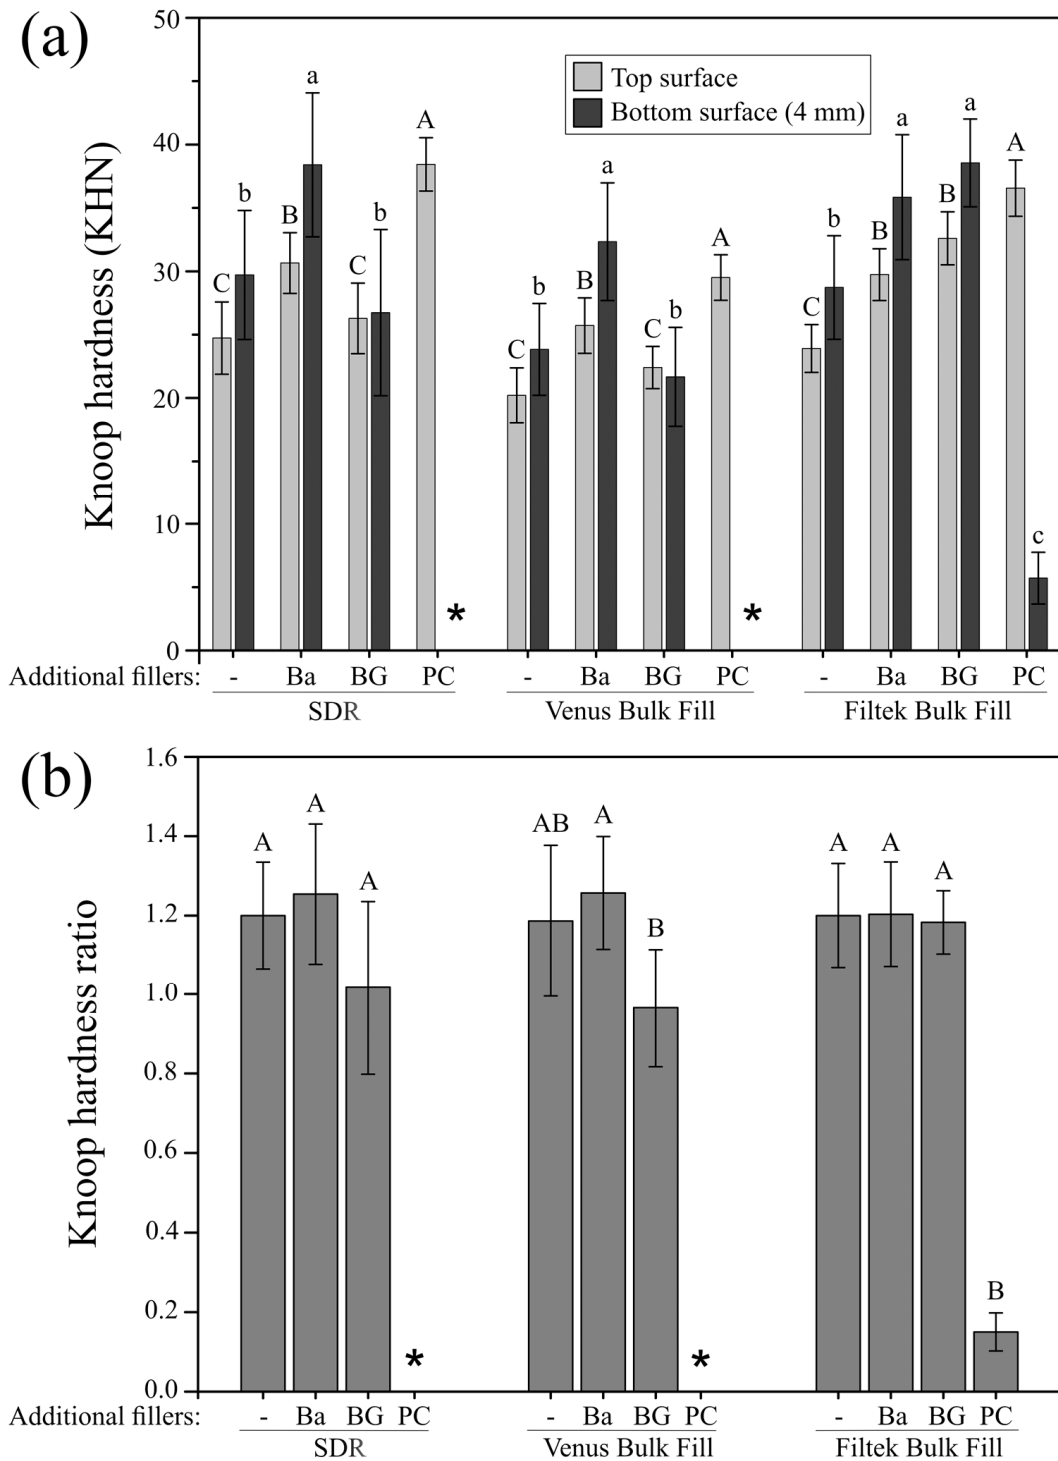 (a)
50
40
30
20
10
0
Knoop hardness (KHN)
Top surface
Bottom surface (4 mm)
C b B a C b A *
C b B a C b A *
C b B a B a A c
Additional fillers: - Ba BG PC - Ba BG PC - Ba BG PC
SDR Venus Bulk Fill Filtek Bulk Fill
(b)
1.6
1.4
1.2
1.0
0.8
0.6
0.4
0.2
0.0
Knoop hardness ratio
A A A *
AB A B *
A A A B
Additional fillers: - Ba BG PC - Ba BG PC - Ba BG PC
SDR Venus Bulk Fill Filtek Bulk Fill